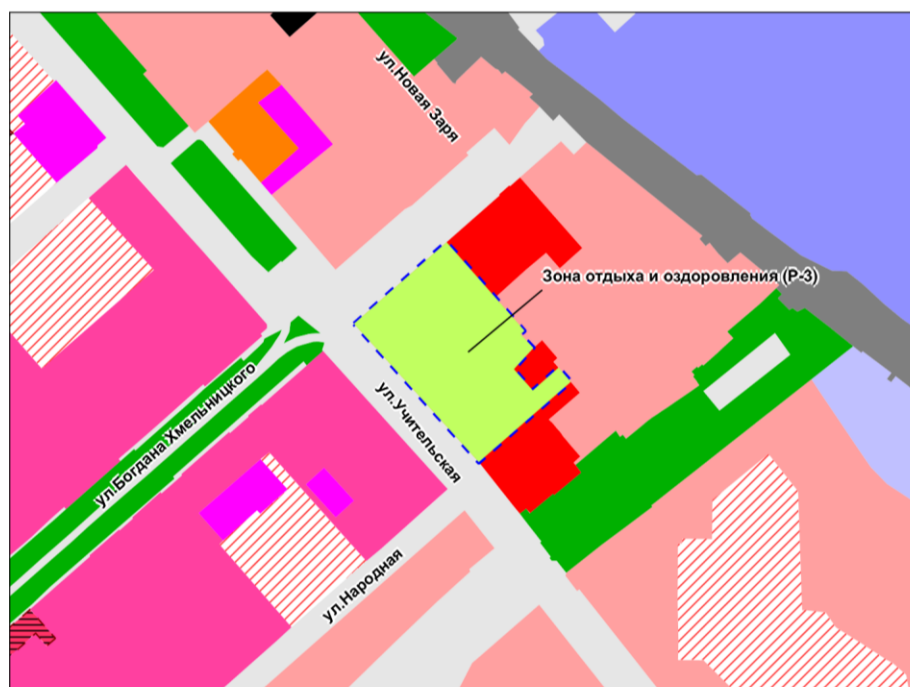 ул.Новая Заря
Зона отдыха и оздоровления (Р-3)
ул.Богдана Хмельницкого
ул.Учительская
ул.Народная